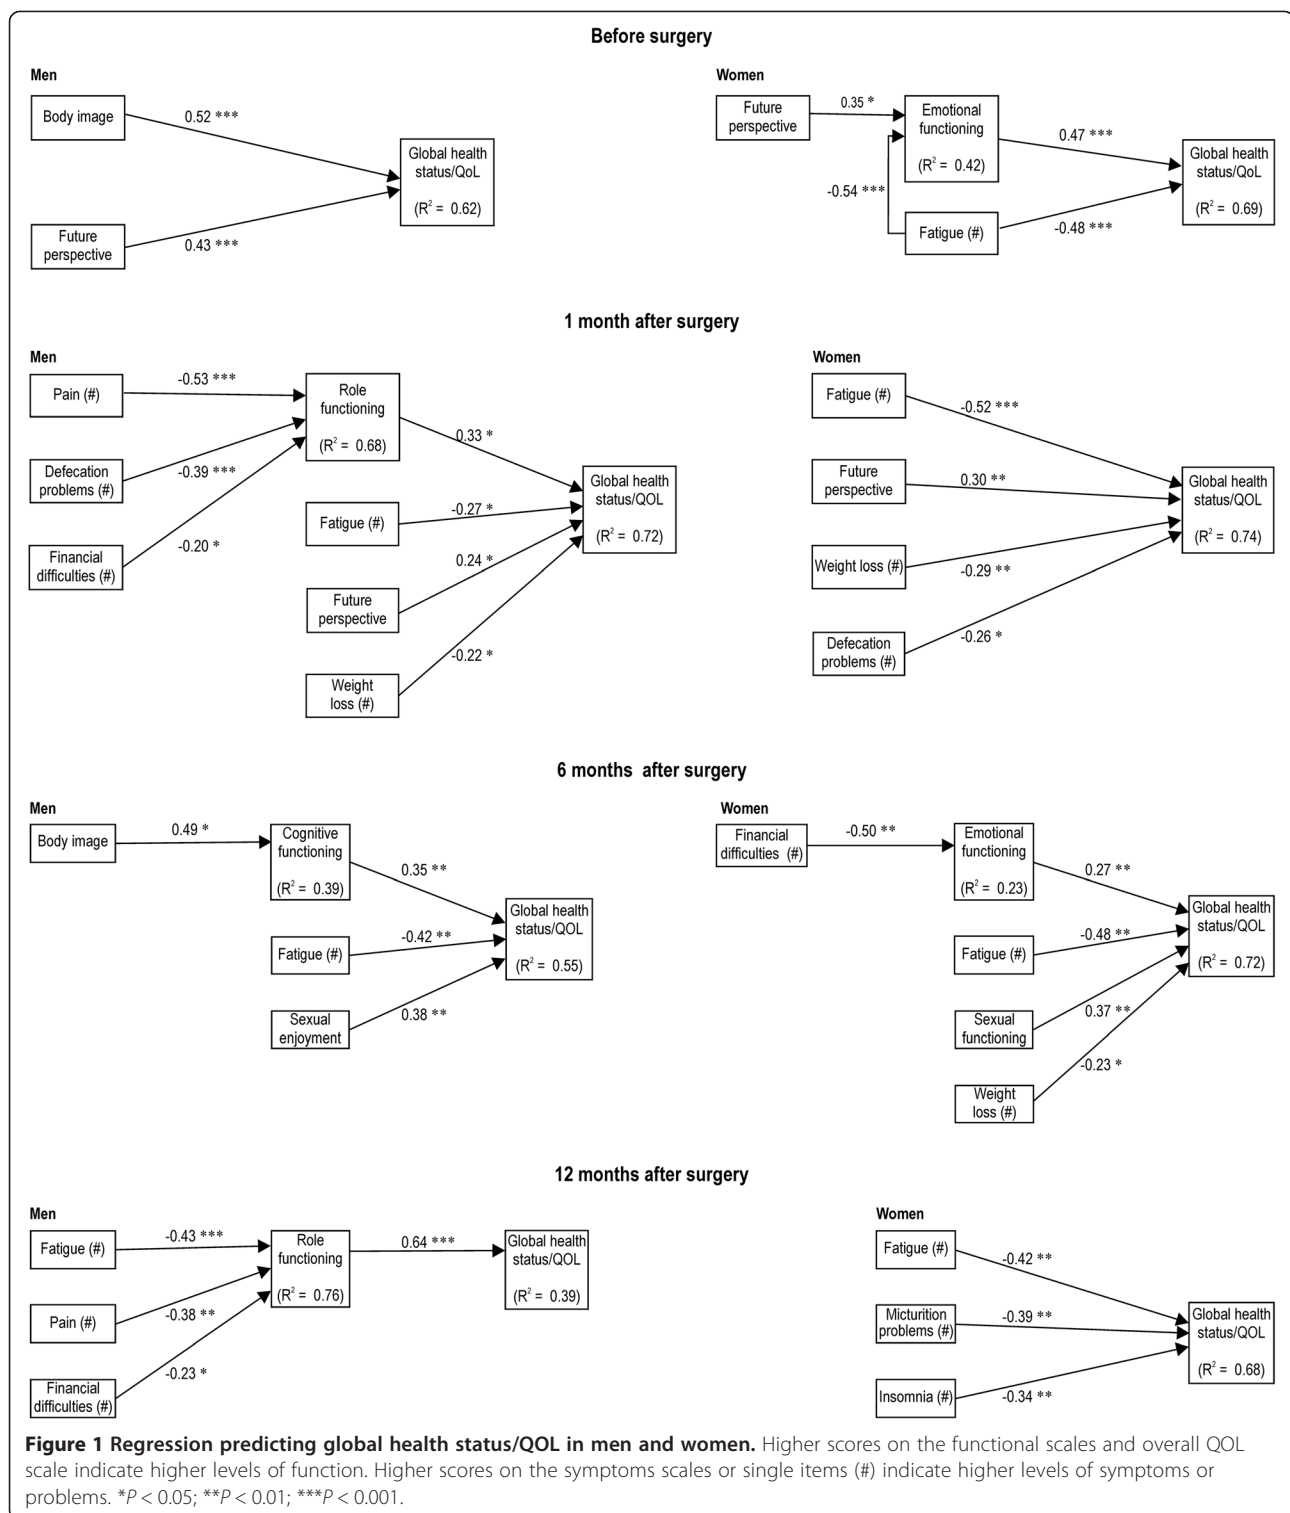 Before surgery
Men
Women
Body image
0.52 ***
Future
perspective
0.43 ***
Global health
status/QoL
(R² = 0.62)
Future
perspective
0.35 *
Emotional
functioning
(R² = 0.42)
-0.54 ***
Fatigue (#)
0.47 ***
-0.48 ***
Global health
status/QoL
(R² = 0.69)
1 month after surgery
Men
Women
Pain (#)
-0.53 ***
Defecation
problems (#)
-0.39 ***
Financial
difficulties (#)
-0.20 *
Role
functioning
(R² = 0.68)
0.33 *
Fatigue (#)
-0.27 *
Future
perspective
0.24 *
Weight
loss (#)
-0.22 *
Global health
status/QOL
(R² = 0.72)
Fatigue (#)
-0.52 ***
Future
perspective
0.30 **
Weight loss (#)
-0.29 **
Defecation
problems (#)
-0.26 *
Global health
status/QOL
(R² = 0.74)
6 months after surgery
Men
Women
Body image
0.49 *
Cognitive
functioning
(R² = 0.39)
0.35 **
Fatigue (#)
-0.42 **
Sexual
enjoyment
0.38 **
Global health
status/QOL
(R² = 0.55)
Financial
difficulties (#)
-0.50 **
Emotional
functioning
(R² = 0.23)
0.27 **
Fatigue (#)
-0.48 **
Sexual
functioning
0.37 **
Weight
loss (#)
-0.23 *
Global health
status/QOL
(R² = 0.72)
12 months after surgery
Men
Women
Fatigue (#)
-0.43 ***
Pain (#)
-0.38 **
Financial
difficulties (#)
-0.23 *
Role
functioning
(R² = 0.76)
0.64 ***
Global health
status/QOL
(R² = 0.39)
Fatigue (#)
-0.42 **
Micturition
problems (#)
-0.39 **
Insomnia (#)
-0.34 **
Global health
status/QOL
(R² = 0.68)
Figure 1 Regression predicting global health status/QOL in men and women. Higher scores on the functional scales and overall QOL
scale indicate higher levels of function. Higher scores on the symptoms scales or single items (#) indicate higher levels of symptoms or
problems. *P < 0.05; **P < 0.01; ***P < 0.001.